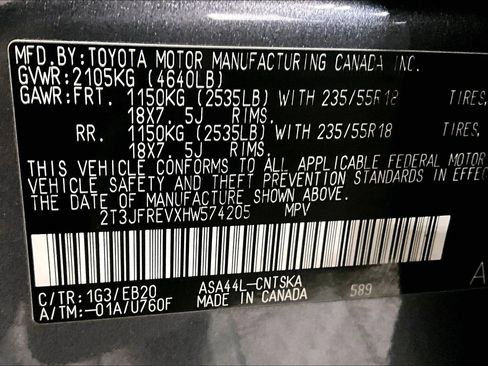 MFD.BY:TOYOTA MOTOR MANUFACTURING CANADA INC.
GVWR:2105KG (4640LB)
GAWR:FRT. 1150KG (2535LB) WITH 235/55R18 TIRES,
18X7.5J RIMS.
RR. 1150KG (2535LB) WITH 235/55R18 TIRES,
18X7.5J RIMS.
THIS VEHICLE CONFORMS TO ALL APPLICABLE FEDERAL MOTOR
VEHICLE SAFETY AND THEFT PREVENTION STANDARDS IN EFFEC
THE DATE OF MANUFACTURE SHOWN ABOVE.
2T3JFREVXHW574205 MPV
C/TR:1G3/EB20 ASA44L-CNTSKA 589 A
A/TM:-01A/U760F MADE IN CANADA